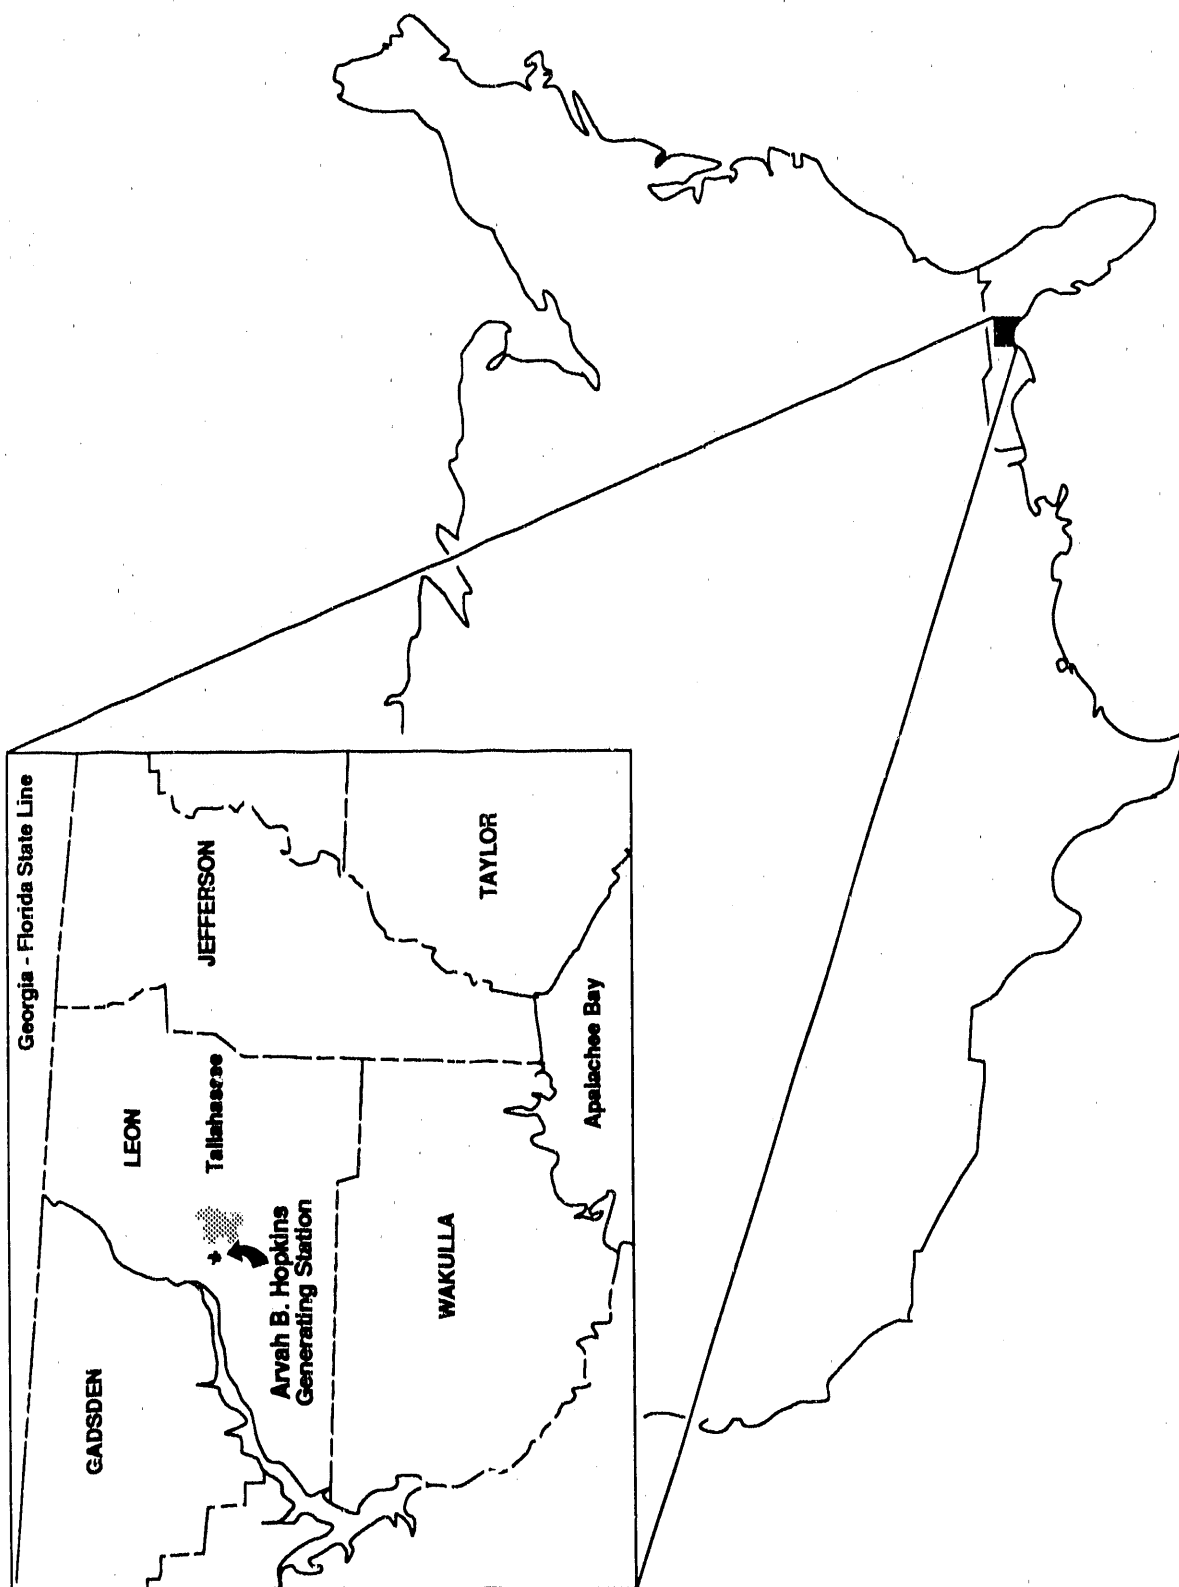 Georgia - Florida State Line
GADSDEN
LEON
JEFFERSON
Tallahassee
Arvah B. Hopkins
Generating Station
WAKULLA
TAYLOR
Apalachee Bay